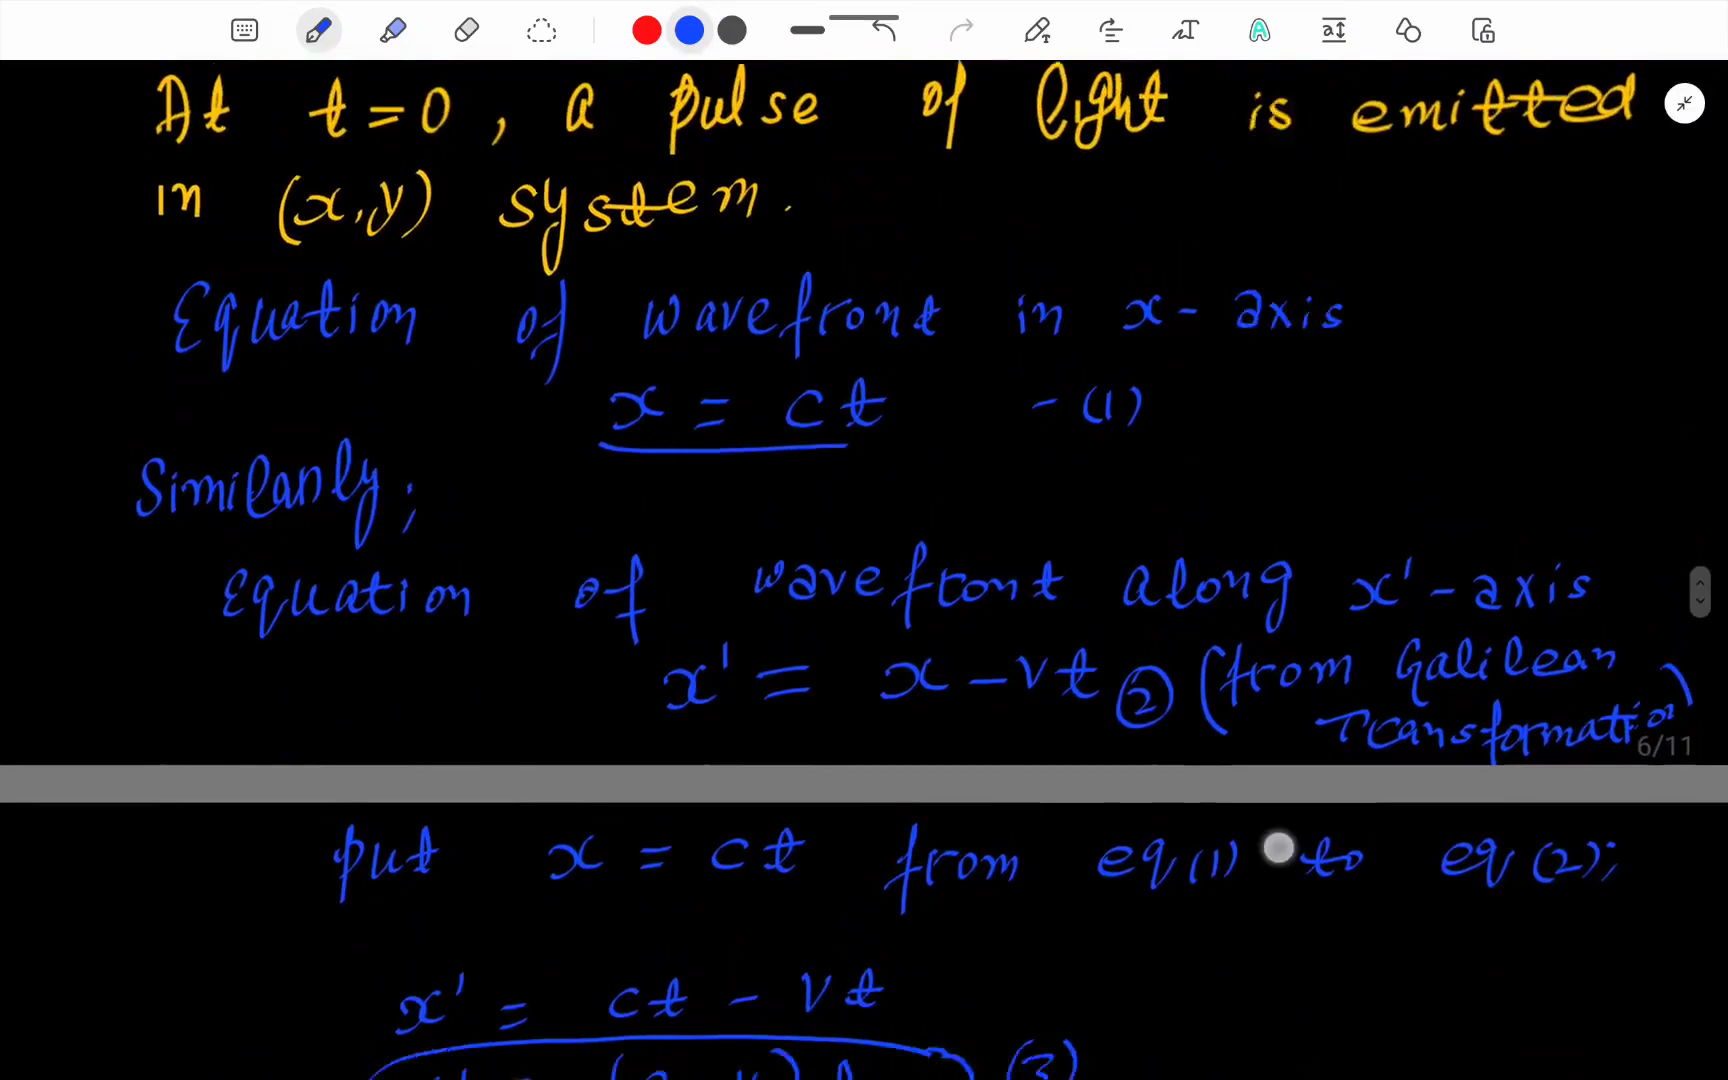 At t = 0 , a pulse of light is emitted
in (x,y) system.
Equation of wavefront in x - axis
x = ct - (1)
Similarly;
Equation of wavefront along x' - axis
x' = x - vt ② (from Galilean
Transformation)
6/11
put x = ct from eq(1) to eq(2);
x' = ct - vt
(3)